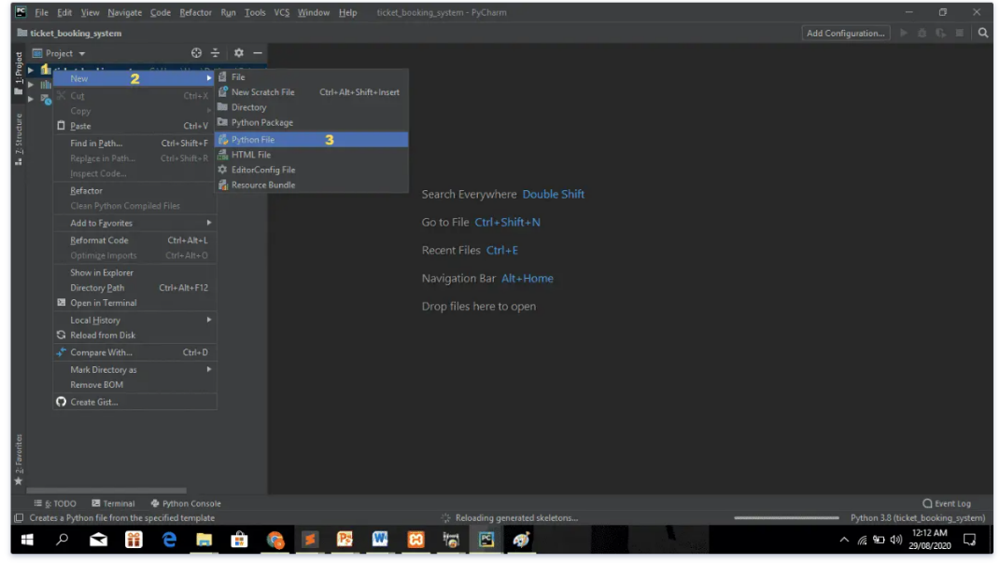 File Edit View Navigate Code Refactor Run Tools VCS Window Help ticket_booking_system - PyCharm
ticket_booking_system Add Configuration...
Project
1: Project
New 2
Cut Ctrl+X
Copy
Paste Ctrl+V
Find in Path... Ctrl+Shift+F
Replace in Path... Ctrl+Shift+R
Inspect Code...
Refactor
Clean Python Compiled Files
Add to Favorites
Reformat Code Ctrl+Alt+L
Optimize Imports Ctrl+Alt+O
Show in Explorer
Directory Path Ctrl+Alt+F12
Open in Terminal
Local History
Reload from Disk
Compare With... Ctrl+D
Mark Directory as
Remove BOM
Create Gist...
File
New Scratch File Ctrl+Alt+Shift+Insert
Directory
Python Package
Python File 3
HTML File
EditorConfig File
Resource Bundle
Search Everywhere Double Shift
Go to File Ctrl+Shift+N
Recent Files Ctrl+E
Navigation Bar Alt+Home
Drop files here to open
7: Structure
2: Favorites
6: TODO Terminal Python Console Event Log
Creates a Python file from the specified template Reloading generated skeletons... Python 3.8 (ticket_booking_system)
12:12 AM
29/08/2020